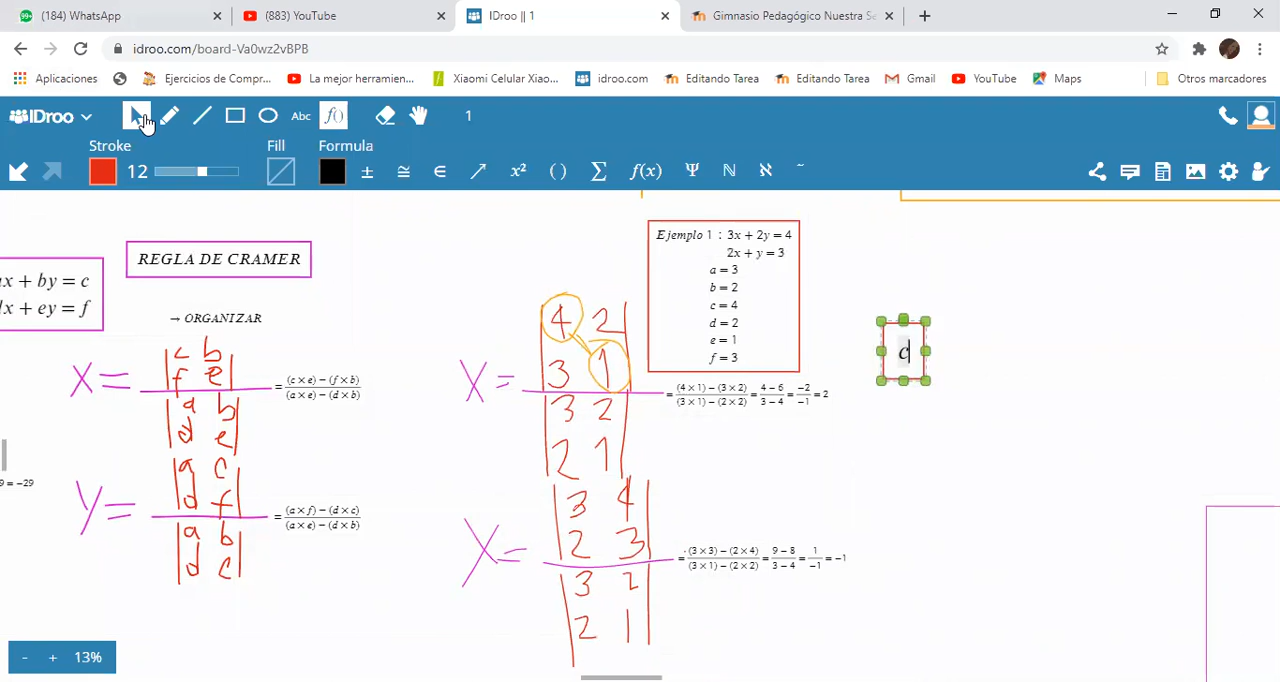 (184) WhatsApp
(883) YouTube
IDroo || 1
Gimnasio Pedagógico Nuestra Se
idroo.com/board-Va0wz2vBPB
Aplicaciones
Ejercicios de Compr...
La mejor herramien...
Xiaomi Celular Xiao...
idroo.com
Editando Tarea
Editando Tarea
Gmail
YouTube
Maps
Otros marcadores
IDroo
Abc
f()
1
Stroke
Fill
Formula
12
± ≅ ∈ x² ( ) ∑ f(x) Ψ ℕ ℵ ~
ax + by = c
dx + ey = f
REGLA DE CRAMER
→ ORGANIZAR
X =
c b
f e
a b
d e
= (c × e) − (f × b)
(a × e) − (d × b)
9 = −29
Y =
a c
d f
a b
d c
= (a × f) − (d × c)
(a × e) − (d × b)
Ejemplo 1 : 3x + 2y = 4
2x + y = 3
a = 3
b = 2
c = 4
d = 2
e = 1
f = 3
X =
4 2
3 1
3 2
2 1
= (4 × 1) − (3 × 2) = 4 − 6 = −2 = 2
(3 × 1) − (2 × 2) 3 − 4 −1
X =
3 4
2 3
3 2
2 1
= (3 × 3) − (2 × 4) = 9 − 8 = 1 = −1
(3 × 1) − (2 × 2) 3 − 4 −1
c
- + 13%